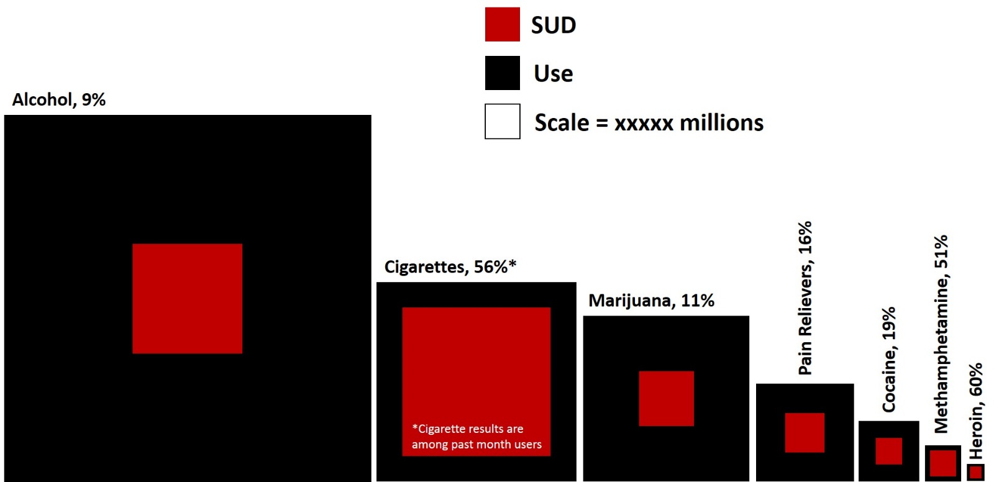 SUD
Use
Scale = xxxxx millions
Alcohol, 9%
Cigarettes, 56%*
*Cigarette results are
among past month users
Marijuana, 11%
Pain Relievers, 16%
Cocaine, 19%
Methamphetamine, 51%
Heroin, 60%